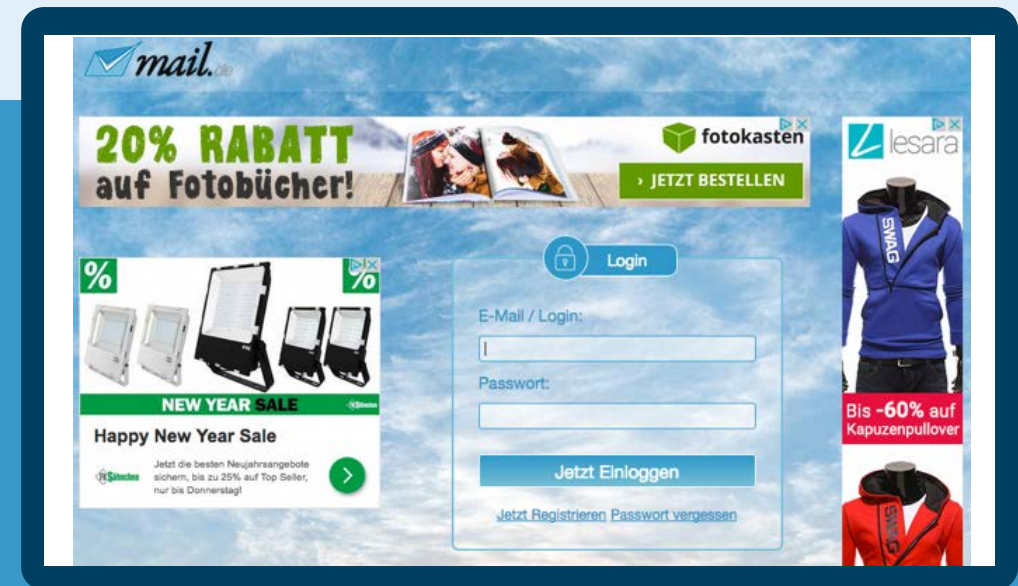 mail.de
20% RABATT
auf Fotobücher!
fotokasten
› JETZT BESTELLEN
lesara
SWAG
Bis -60% auf
Kapuzenpullover
SWAG
%
%
NEW YEAR SALE
Happy New Year Sale
Jetzt die besten Neujahrsangebote
sichern, bis zu 25% auf Top Seller,
nur bis Donnerstag!
Login
E-Mail / Login:
Passwort:
Jetzt Einloggen
Jetzt Registrieren Passwort vergessen